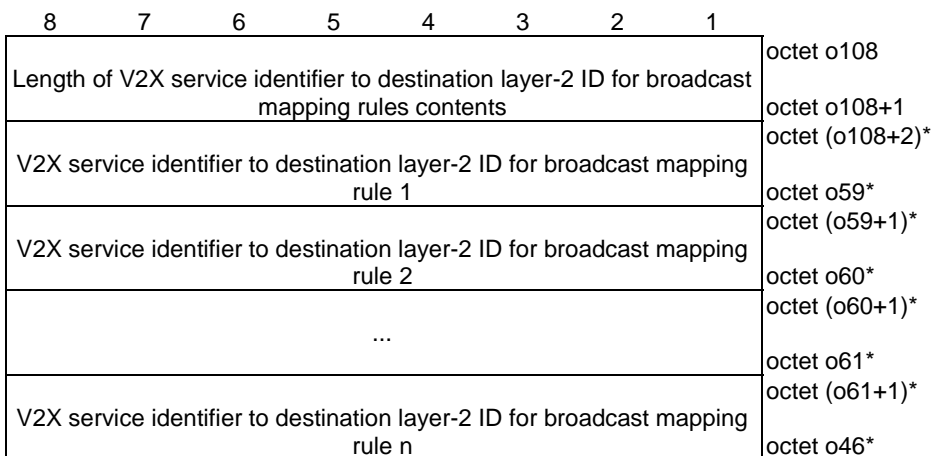 8 7 6 5 4 3 2 1
octet o108
Length of V2X service identifier to destination layer-2 ID for broadcast
mapping rules contents
octet o108+1
octet (o108+2)*
V2X service identifier to destination layer-2 ID for broadcast mapping
rule 1
octet o59*
octet (o59+1)*
V2X service identifier to destination layer-2 ID for broadcast mapping
rule 2
octet o60*
octet (o60+1)*
...
octet o61*
octet (o61+1)*
V2X service identifier to destination layer-2 ID for broadcast mapping
rule n
octet o46*